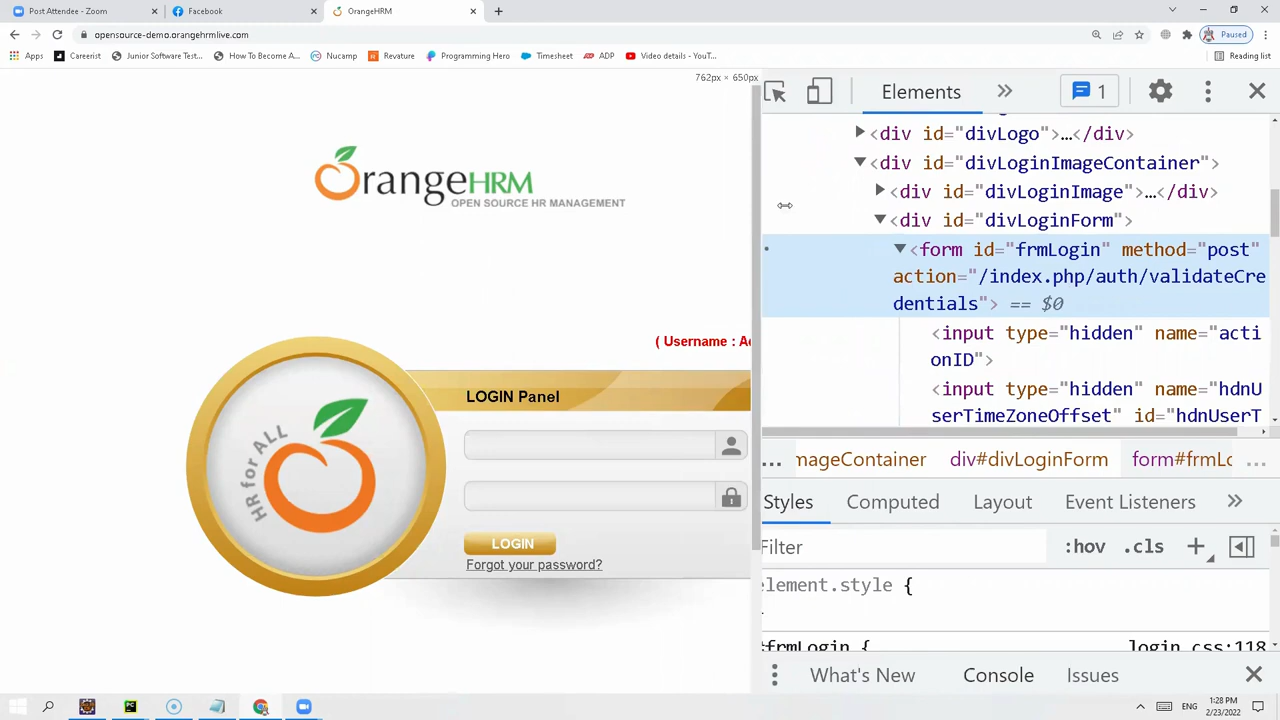 Post Attendee - Zoom
Facebook
OrangeHRM
opensource-demo.orangehrmlive.com
Paused
Apps
Careerist
Junior Software Test...
How To Become A...
Nucamp
Revature
Programming Hero
Timesheet
ADP
Video details - YouT...
Reading list
762px × 650px
Elements
1
<div id="divLogo">…</div>
<div id="divLoginImageContainer">
<div id="divLoginImage">…</div>
<div id="divLoginForm">
<form id="frmLogin" method="post"
action="/index.php/auth/validateCre
dentials"> == $0
<input type="hidden" name="acti
onID">
<input type="hidden" name="hdnU
serTimeZoneOffset" id="hdnUserT
OrangeHRM
OPEN SOURCE HR MANAGEMENT
( Username : Ad
LOGIN Panel
HR for ALL
LOGIN
Forgot your password?
... mageContainer div#divLoginForm form#frmLo ...
Styles Computed Layout Event Listeners
Filter
:hov .cls
element.style {
#frmLogin { login.css:118
What's New Console Issues
ENG
1:28 PM
2/23/2022